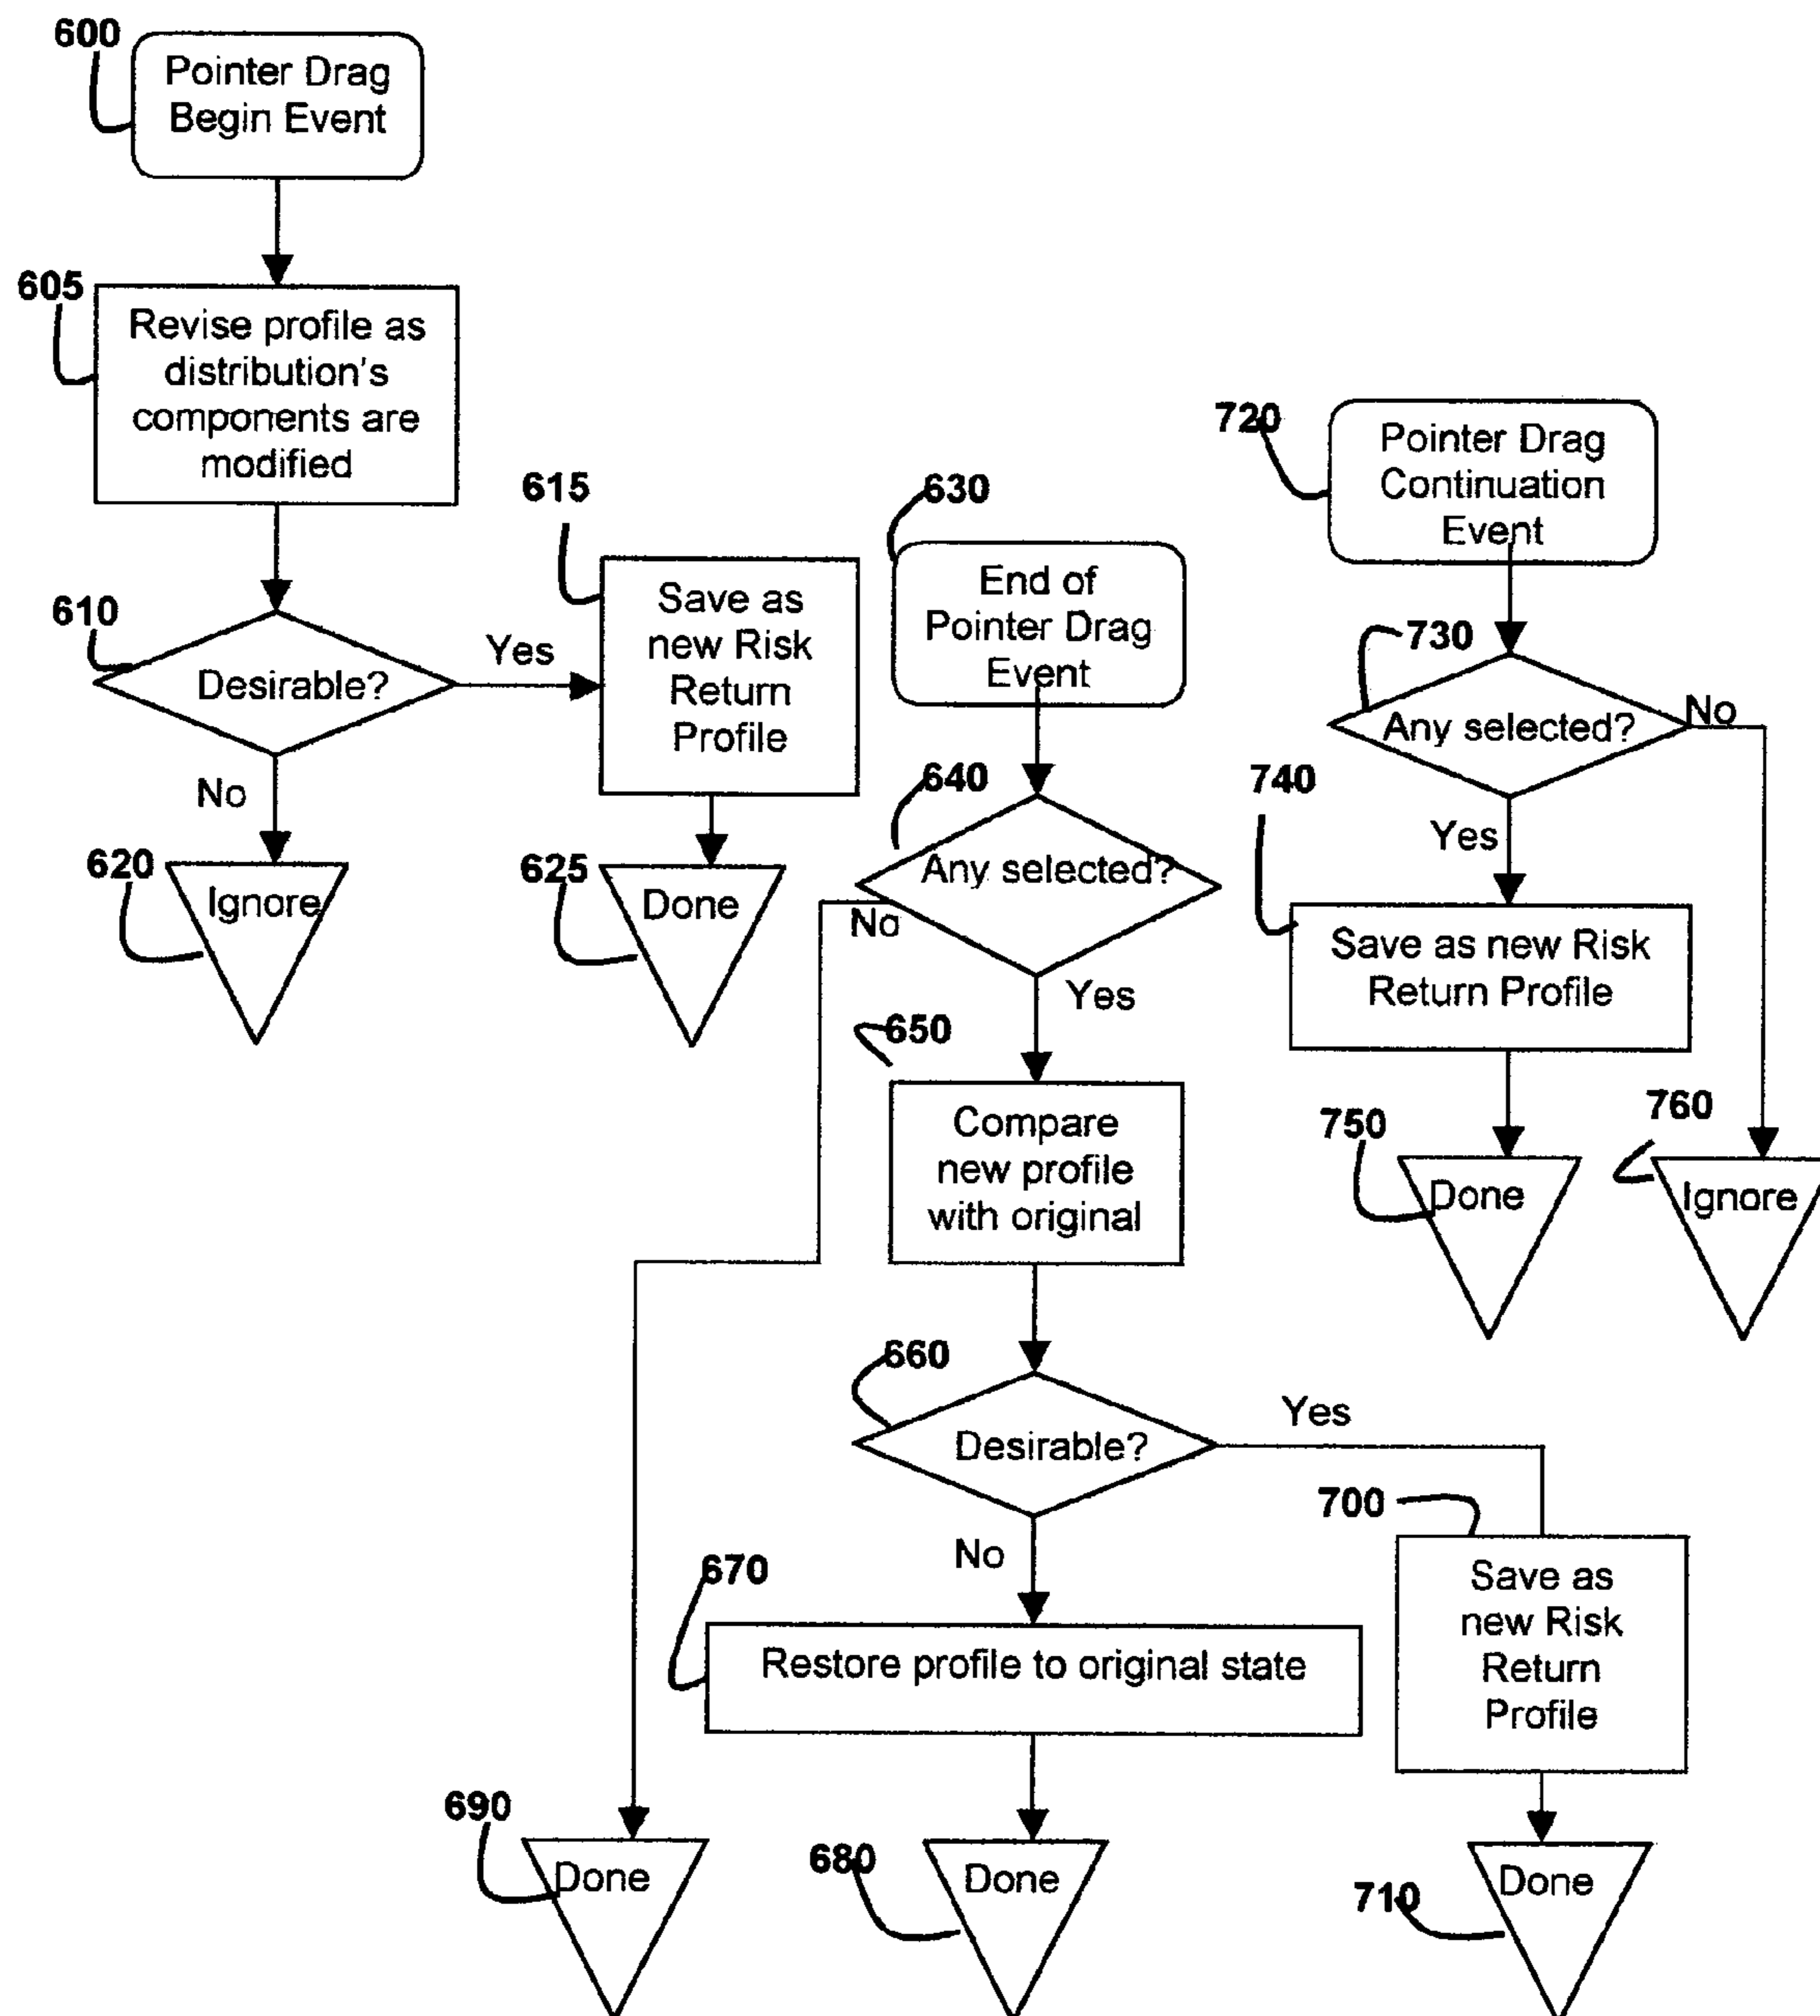 600
Pointer Drag
Begin Event
605
Revise profile as
distribution's
components are
modified
610
Desirable?
Yes
No
615
Save as
new Risk
Return
Profile
620
Ignore
625
Done
630
End of
Pointer Drag
Event
640
Any selected?
No
Yes
650
Compare
new profile
with original
660
Desirable?
Yes
No
670
Restore profile to original state
700
Save as
new Risk
Return
Profile
690
Done
680
Done
710
Done
720
Pointer Drag
Continuation
Event
730
Any selected?
No
Yes
740
Save as new Risk
Return Profile
750
Done
760
Ignore